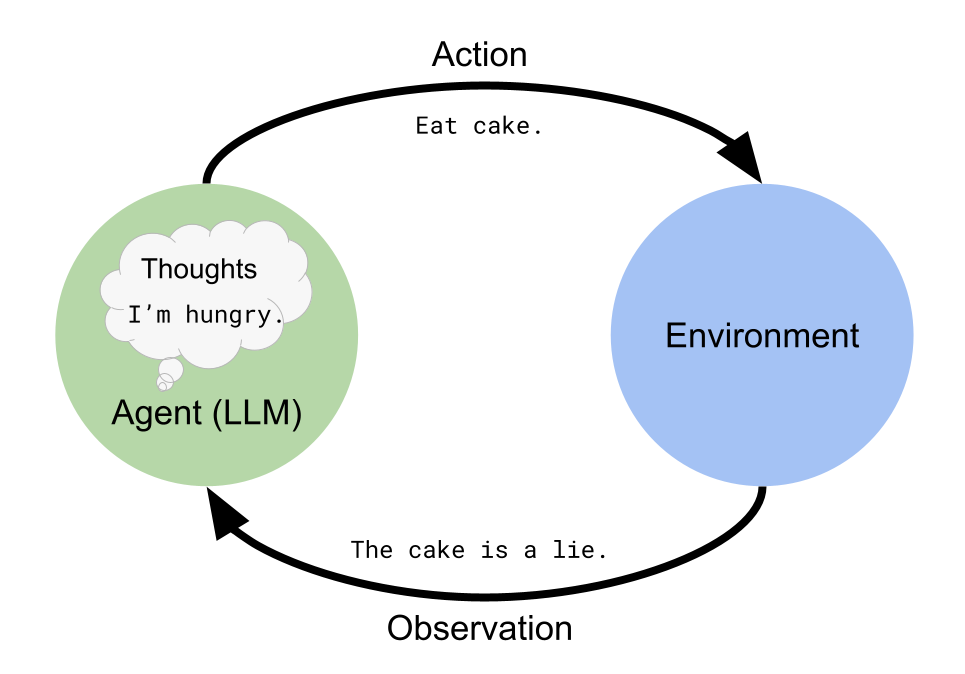 Action
Eat cake.
Thoughts
I’m hungry.
Agent (LLM)
Environment
The cake is a lie.
Observation